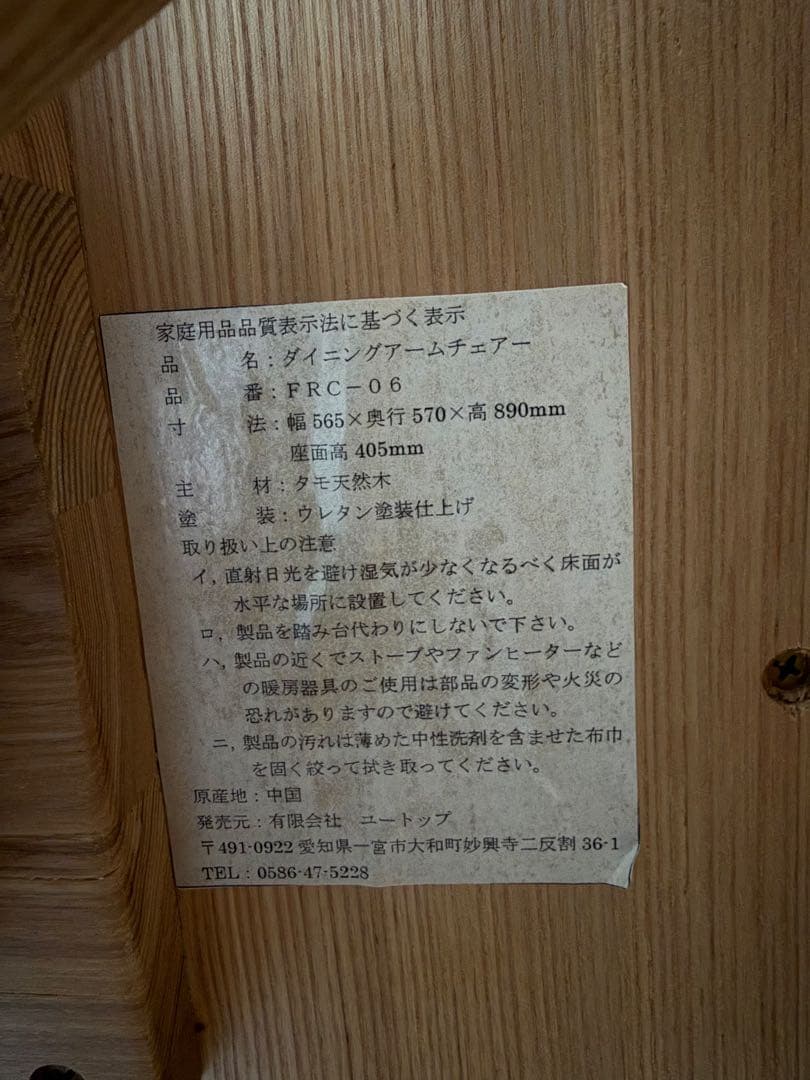 家庭用品品質表示法に基づく表示
品　　名：ダイニングアームチェアー
品　　番：ＦＲＣ－０６
寸　　法：幅 565×奥行 570×高 890mm
座面高 405mm
主　　材：タモ天然木
塗　　装：ウレタン塗装仕上げ
取り扱い上の注意
イ, 直射日光を避け湿気が少なくなるべく床面が
水平な場所に設置してください。
ロ, 製品を踏み台代わりにしないで下さい。
ハ, 製品の近くでストーブやファンヒーターなど
の暖房器具のご使用は部品の変形や火災の
恐れがありますので避けてください。
ニ, 製品の汚れは薄めた中性洗剤を含ませた布巾
を固く絞って拭き取ってください。
原産地：中国
発売元：有限会社　ユートップ
〒491-0922 愛知県一宮市大和町妙興寺二反割 36-1
TEL：0586-47-5228